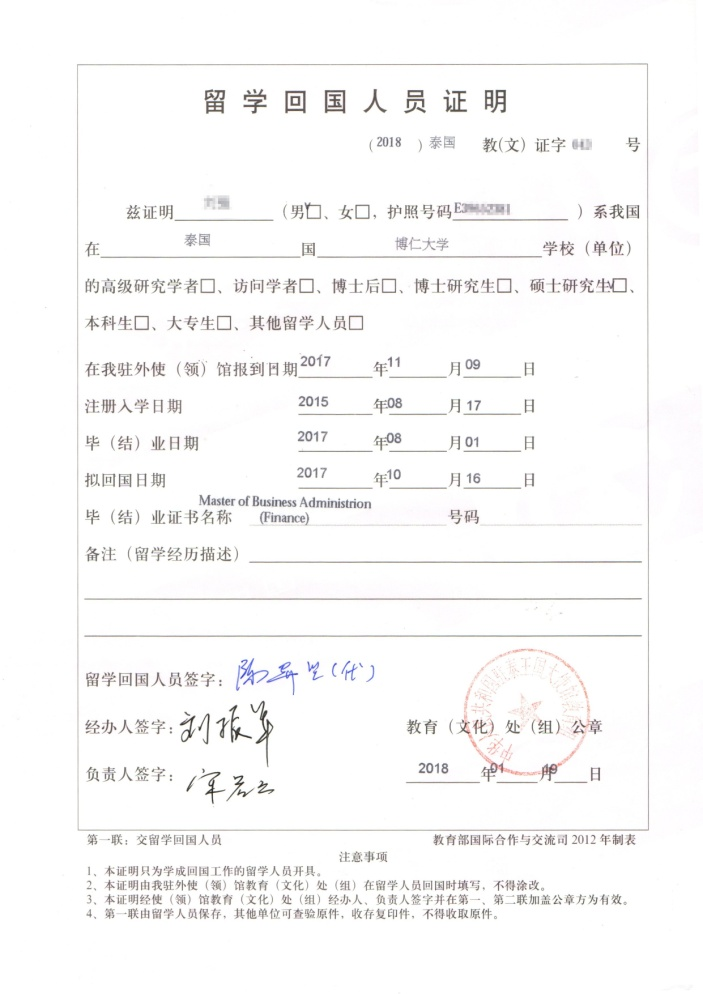 留学回国人员证明
(2018)泰国 教(文)证字 号
兹证明 (男☑、女□,护照号码E )系我国
在 泰国 国 博仁大学 学校(单位)
的高级研究学者□、访问学者□、博士后□、博士研究生□、硕士研究生☑、
本科生□、大专生□、其他留学人员□
在我驻外使(领)馆报到日期 2017 年 11 月 09 日
注册入学日期 2015 年 08 月 17 日
毕(结)业日期 2017 年 08 月 01 日
拟回国日期 2017 年 10 月 16 日
Master of Business Administrion
毕(结)业证书名称 (Finance) 号码
备注(留学经历描述)
留学回国人员签字: (代)
经办人签字:刘振军
负责人签字:
教育(文化)处(组)公章
2018 年 01 月 19 日
第一联:交留学回国人员 教育部国际合作与交流司 2012 年制表
注意事项
1、本证明只为学成回国工作的留学人员开具。
2、本证明由我驻外使(领)馆教育(文化)处(组)在留学人员回国时填写,不得涂改。
3、本证明经使(领)馆教育(文化)处(组)经办人、负责人签字并在第一、第二联加盖公章方为有效。
4、第一联由留学人员保存,其他单位可查验原件,收存复印件,不得收取原件。